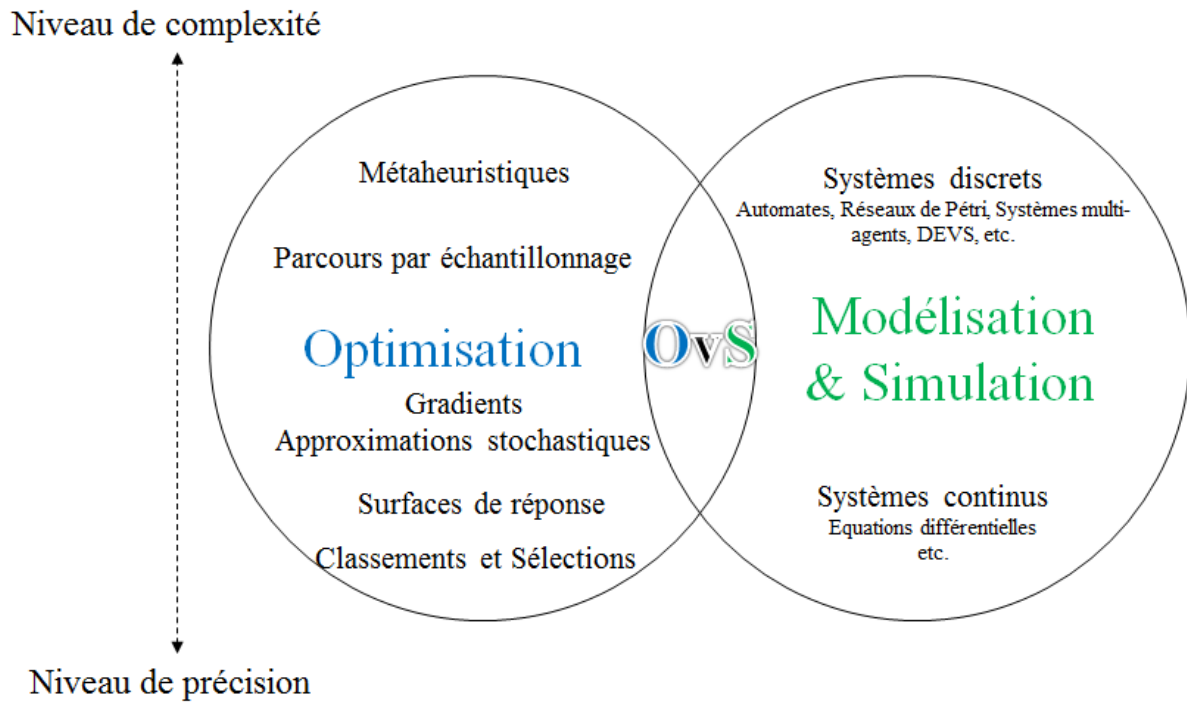 Niveau de complexité
Métaheuristiques
Parcours par échantillonnage
Optimisation
Gradients
Approximations stochastiques
Surfaces de réponse
Classements et Sélections
OvS
Systèmes discrets
Automates, Réseaux de Pétri, Systèmes multi-
agents, DEVS, etc.
Modélisation
& Simulation
Systèmes continus
Equations différentielles
etc.
Niveau de précision